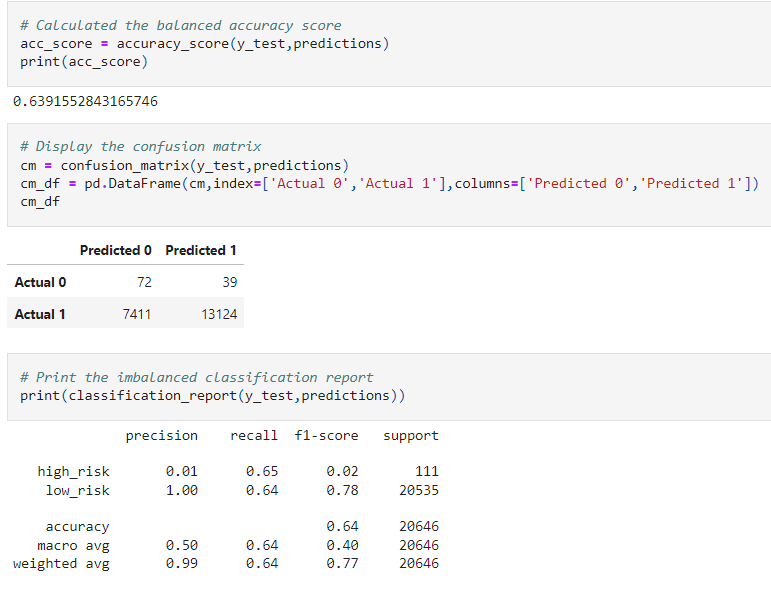 # Calculated the balanced accuracy score
acc_score = accuracy_score(y_test,predictions)
print(acc_score)
0.6391552843165746
# Display the confusion matrix
cm = confusion_matrix(y_test,predictions)
cm_df = pd.DataFrame(cm,index=['Actual 0','Actual 1'],columns=['Predicted 0','Predicted 1'])
cm_df
Predicted 0 Predicted 1
Actual 0 72 39
Actual 1 7411 13124
# Print the imbalanced classification report
print(classification_report(y_test,predictions))
precision recall f1-score support
high_risk 0.01 0.65 0.02 111
low_risk 1.00 0.64 0.78 20535
accuracy 0.64 20646
macro avg 0.50 0.64 0.40 20646
weighted avg 0.99 0.64 0.77 20646